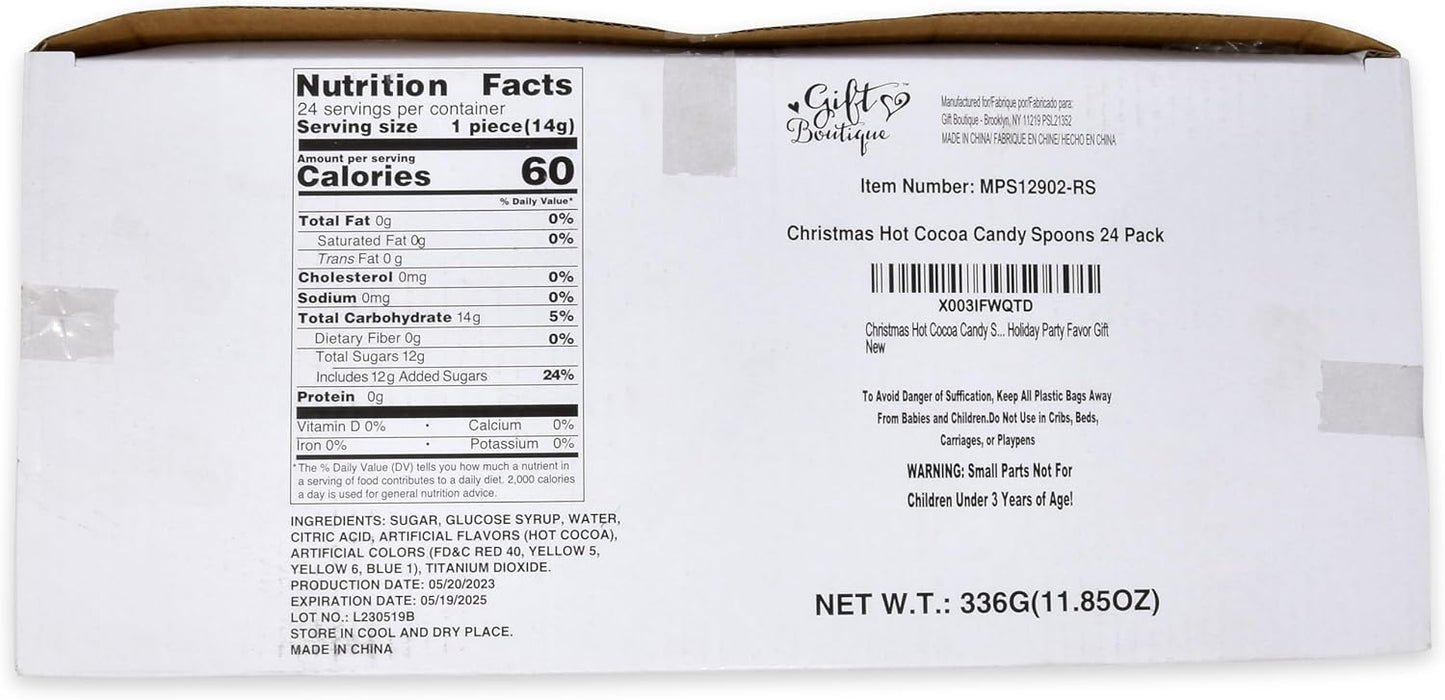 Nutrition Facts
24 servings per container
Serving size 1 piece(14g)
Amount per serving
Calories 60
% Daily Value*
Total Fat 0g 0%
Saturated Fat 0g 0%
Trans Fat 0 g
Cholesterol 0mg 0%
Sodium 0mg 0%
Total Carbohydrate 14g 5%
Dietary Fiber 0g 0%
Total Sugars 12g
Includes 12g Added Sugars 24%
Protein 0g
Vitamin D 0% • Calcium 0%
Iron 0% • Potassium 0%
*The % Daily Value (DV) tells you how much a nutrient in
a serving of food contributes to a daily diet. 2,000 calories
a day is used for general nutrition advice.
INGREDIENTS: SUGAR, GLUCOSE SYRUP, WATER,
CITRIC ACID, ARTIFICIAL FLAVORS (HOT COCOA),
ARTIFICIAL COLORS (FD&C RED 40, YELLOW 5,
YELLOW 6, BLUE 1), TITANIUM DIOXIDE.
PRODUCTION DATE: 05/20/2023
EXPIRATION DATE: 05/19/2025
LOT NO.: L230519B
STORE IN COOL AND DRY PLACE.
MADE IN CHINA
Gift
Boutique
™
Manufactured for/Fabrique por/Fabricado para:
Gift Boutique - Brooklyn, NY 11219 PSL21352
MADE IN CHINA/ FABRIQUE EN CHINE/ HECHO EN CHINA
Item Number: MPS12902-RS
Christmas Hot Cocoa Candy Spoons 24 Pack
X003IFWQTD
Christmas Hot Cocoa Candy S... Holiday Party Favor Gift
New
To Avoid Danger of Suffication, Keep All Plastic Bags Away
From Babies and Children.Do Not Use in Cribs, Beds,
Carriages, or Playpens
WARNING: Small Parts Not For
Children Under 3 Years of Age!
NET W.T.: 336G(11.85OZ)